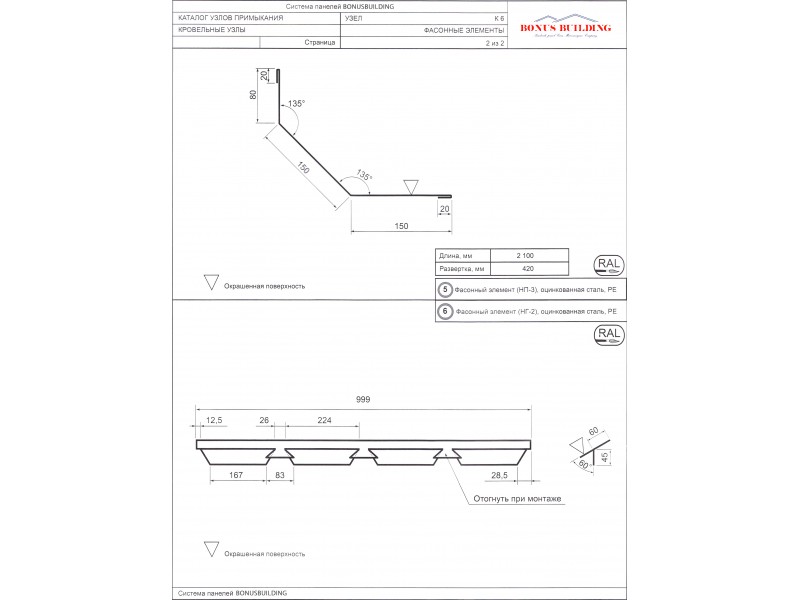 Система панелей BONUSBUILDING
КАТАЛОГ УЗЛОВ ПРИМЫКАНИЯ
УЗЕЛ
К 6
КРОВЕЛЬНЫЕ УЗЛЫ
ФАСОННЫЕ ЭЛЕМЕНТЫ
Страница
2 из 2
BONUS BUILDING
20
80
135°
150
135°
20
150
Длина, мм
2 100
Развертка, мм
420
RAL
5 Фасонный элемент (НП-3), оцинкованная сталь, PE
Окрашенная поверхность
6 Фасонный элемент (НГ-2), оцинкованная сталь, PE
RAL
999
12,5
26
224
60
60°
45
167
83
28,5
Отогнуть при монтаже
Окрашенная поверхность
Система панелей BONUSBUILDING